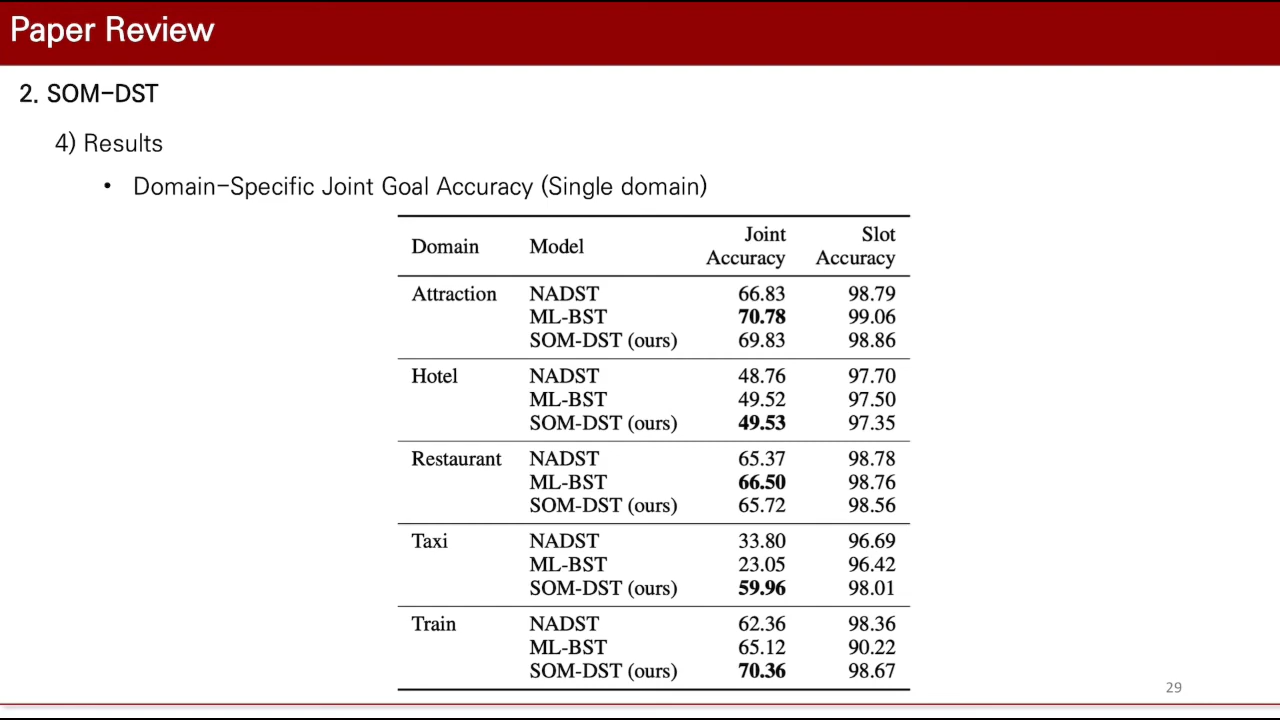 Paper Review
2. SOM-DST
4) Results
• Domain-Specific Joint Goal Accuracy (Single domain)
Domain Model Joint Accuracy Slot Accuracy
Attraction NADST 66.83 98.79
ML-BST 70.78 99.06
SOM-DST (ours) 69.83 98.86
Hotel NADST 48.76 97.70
ML-BST 49.52 97.50
SOM-DST (ours) 49.53 97.35
Restaurant NADST 65.37 98.78
ML-BST 66.50 98.76
SOM-DST (ours) 65.72 98.56
Taxi NADST 33.80 96.69
ML-BST 23.05 96.42
SOM-DST (ours) 59.96 98.01
Train NADST 62.36 98.36
ML-BST 65.12 90.22
SOM-DST (ours) 70.36 98.67
29